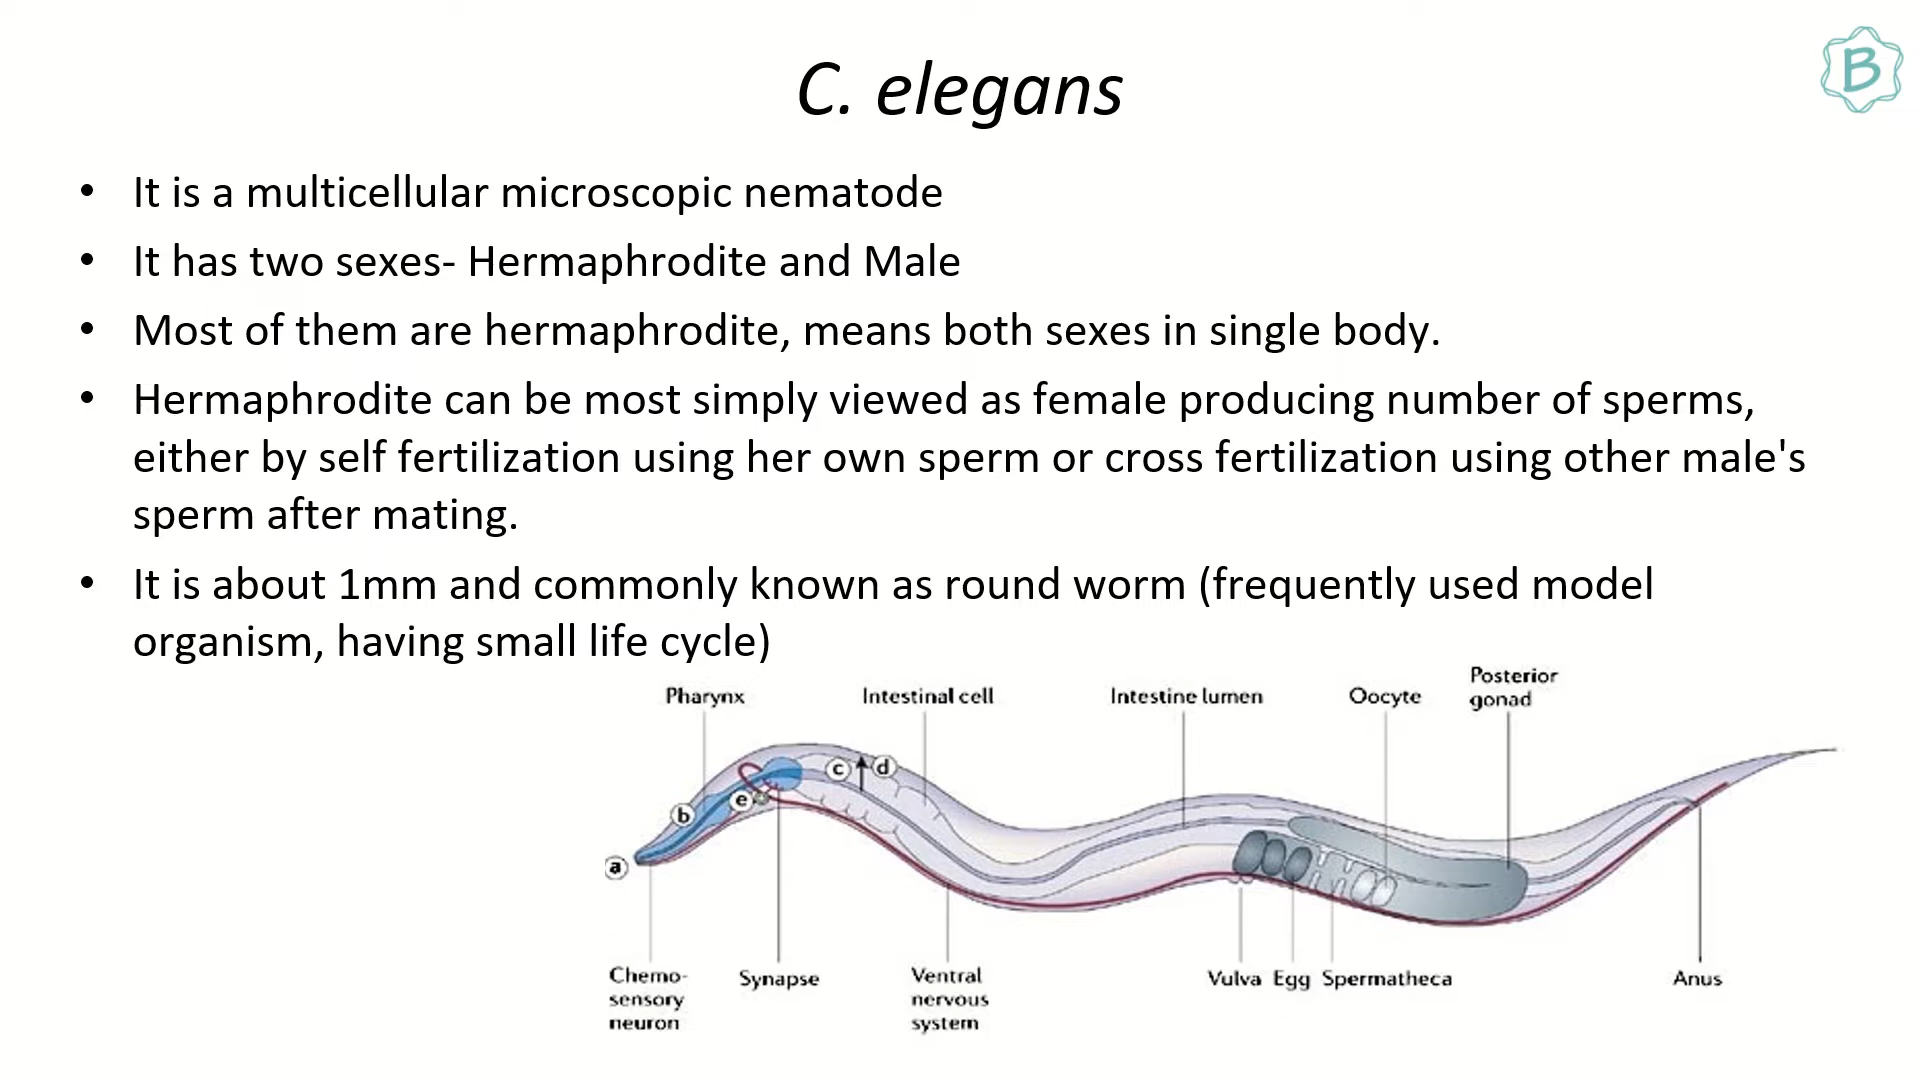 B
C. elegans
• It is a multicellular microscopic nematode
• It has two sexes- Hermaphrodite and Male
• Most of them are hermaphrodite, means both sexes in single body.
• Hermaphrodite can be most simply viewed as female producing number of sperms,
either by self fertilization using her own sperm or cross fertilization using other male's
sperm after mating.
• It is about 1mm and commonly known as round worm (frequently used model
organism, having small life cycle)
Pharynx
Intestinal cell
Intestine lumen
Oocyte
Posterior
gonad
c
d
e
b
a
Chemo-
sensory
neuron
Synapse
Ventral
nervous
system
Vulva
Egg
Spermatheca
Anus